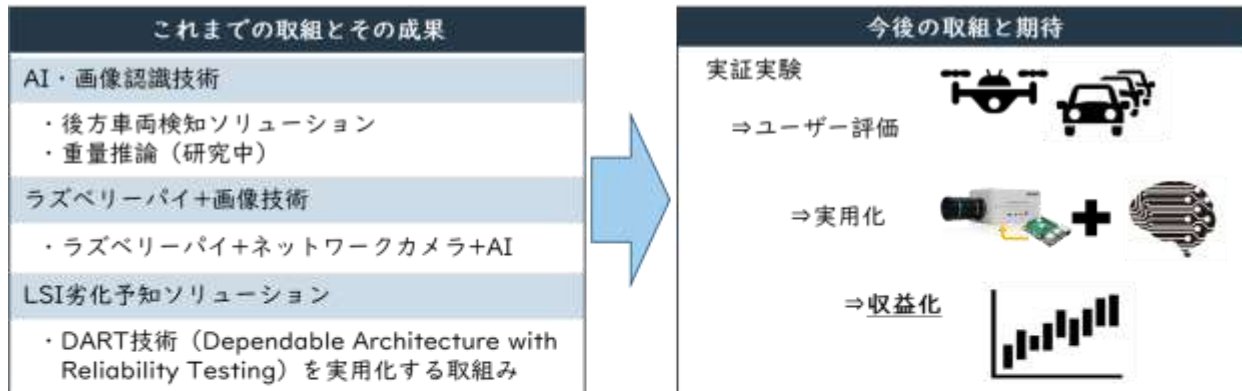 これまでの取組とその成果
AI・画像認識技術
・後方車両検知ソリューション
・重量推論（研究中）
ラズベリーパイ+画像技術
・ラズベリーパイ+ネットワークカメラ+AI
LSI劣化予知ソリューション
・DART技術（Dependable Architecture with
Reliability Testing）を実用化する取組み
今後の取組と期待
実証実験
⇒ユーザー評価
⇒実用化
⇒収益化